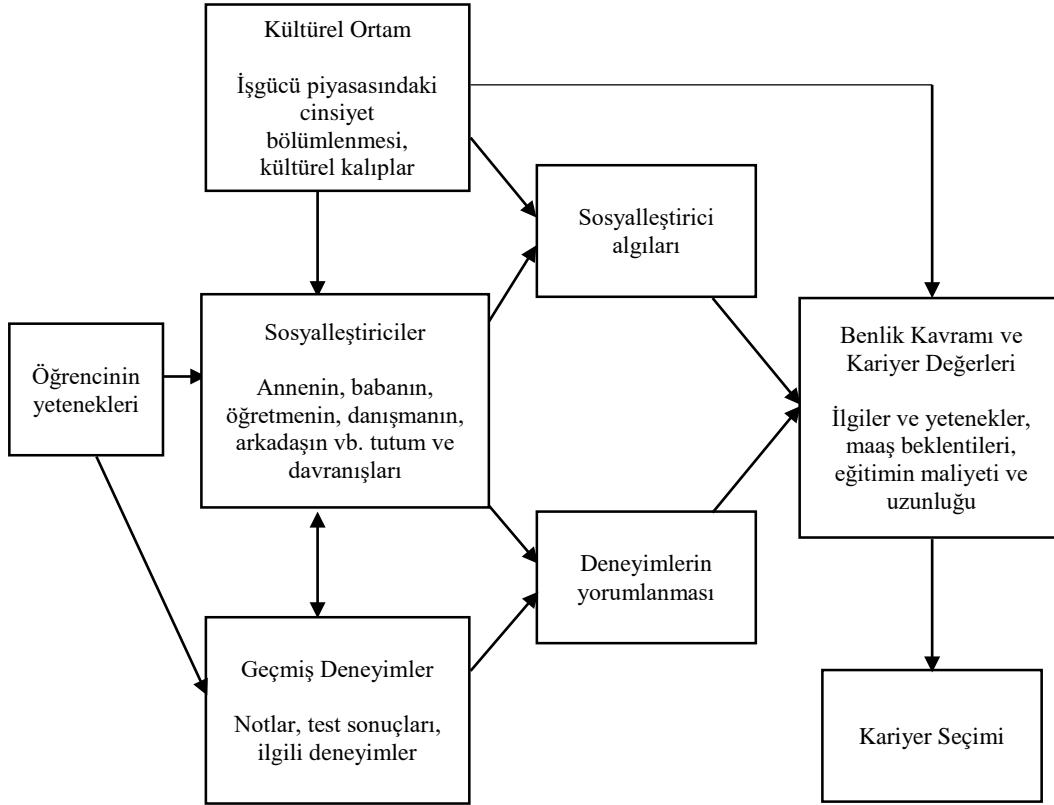 Kültürel Ortam
İşgücü piyasasındaki
cinsiyet
bölümlenmesi,
kültürel kalıplar
Sosyalleştirici
algıları
Öğrencinin
yetenekleri
Sosyalleştiriciler
Annenin, babanın,
öğretmenin, danışmanın,
arkadaşın vb. tutum ve
davranışları
Benlik Kavramı ve
Kariyer Değerleri
İlgiler ve yetenekler,
maaş beklentileri,
eğitimin maliyeti ve
uzunluğu
Deneyimlerin
yorumlanması
Geçmiş Deneyimler
Notlar, test sonuçları,
ilgili deneyimler
Kariyer Seçimi